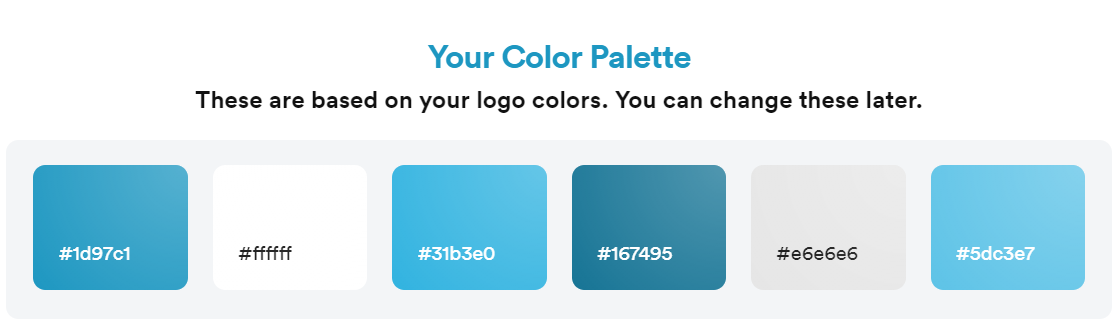 Your Color Palette
These are based on your logo colors. You can change these later.
#1d97c1
#ffffff
#31b3e0
#167495
#e6e6e6
#5dc3e7